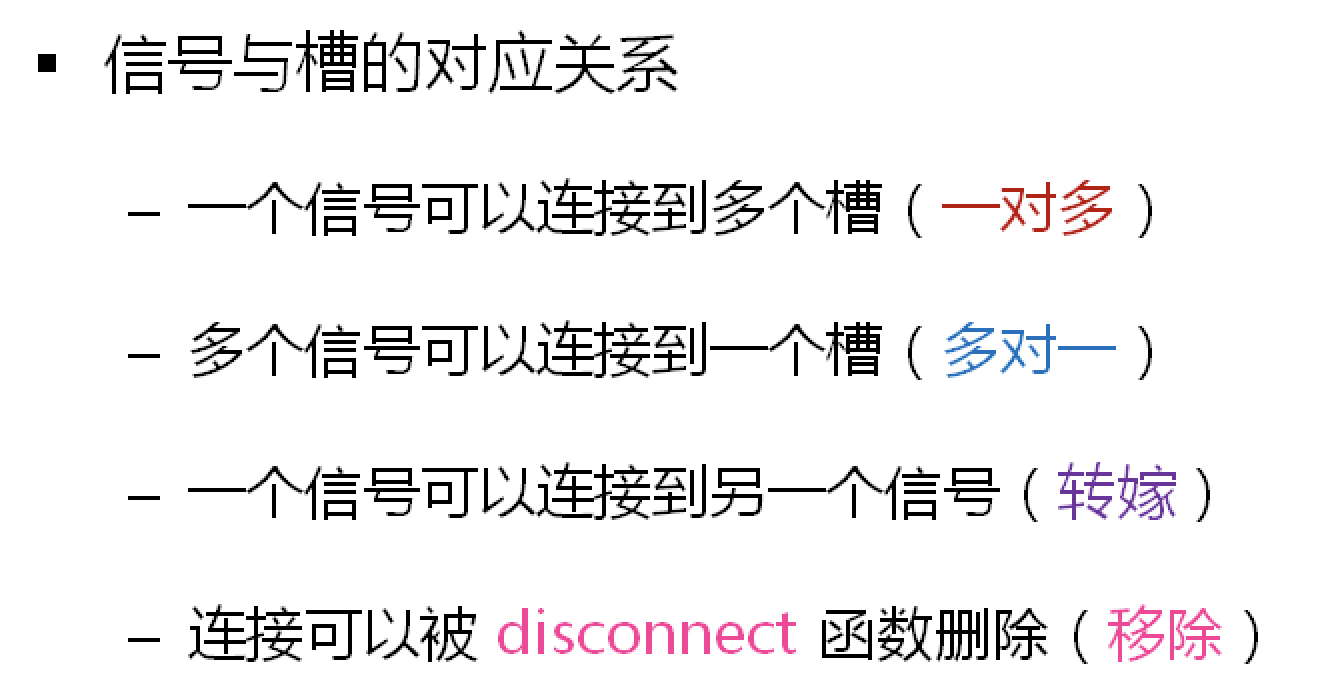 ▪ 信号与槽的对应关系
– 一个信号可以连接到多个槽（一对多）
– 多个信号可以连接到一个槽（多对一）
– 一个信号可以连接到另一个信号（转嫁）
– 连接可以被 disconnect 函数删除（移除）